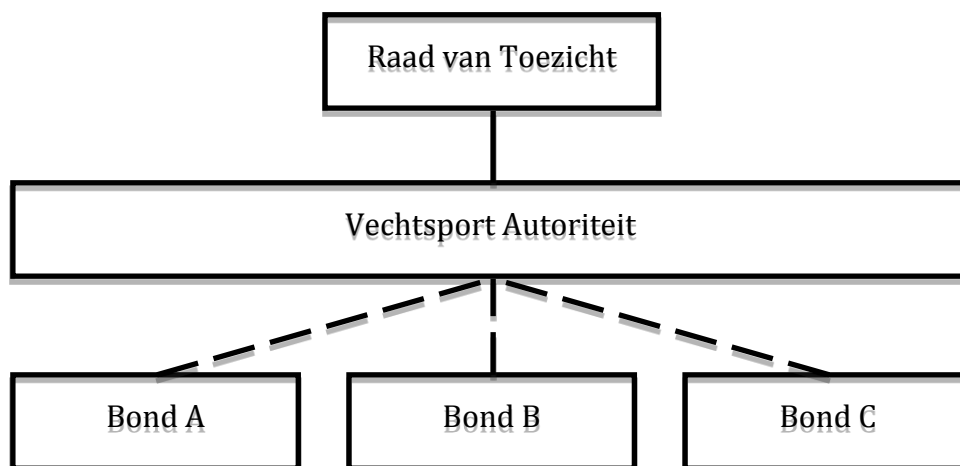 Raad van Toezicht
Vechtsport Autoriteit
Bond A
Bond B
Bond C